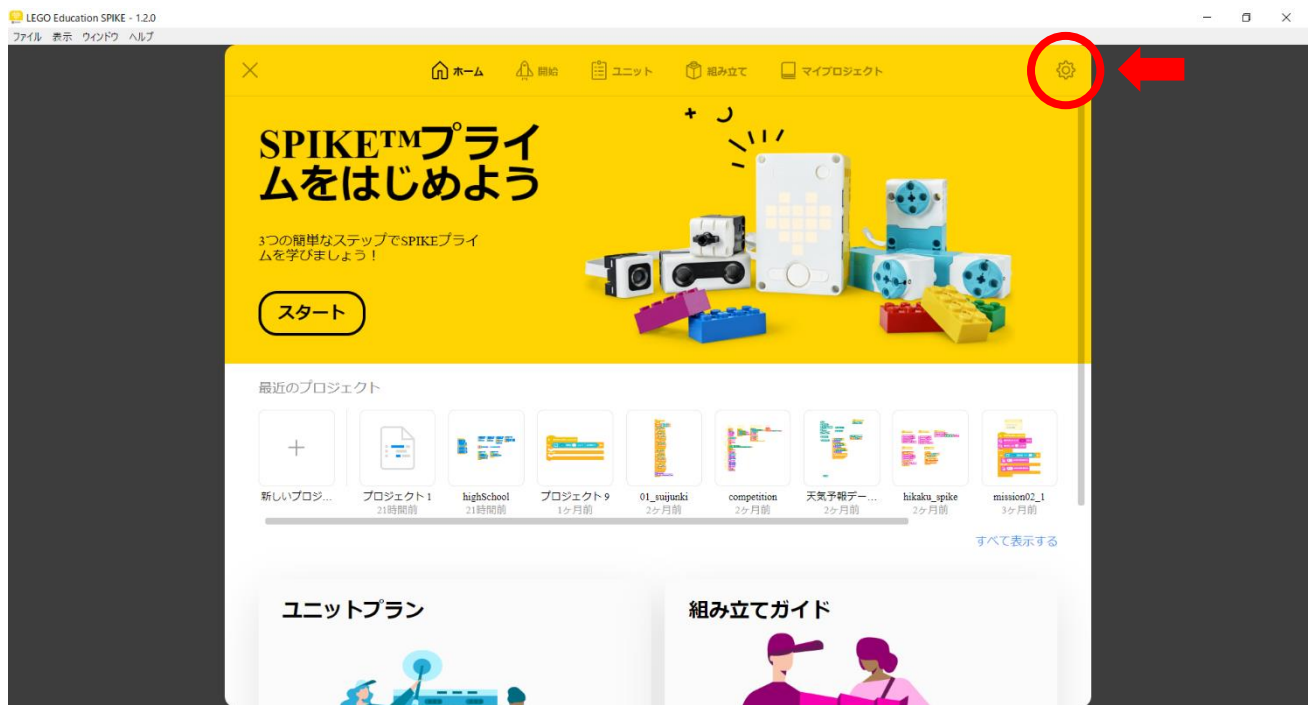 LEGO Education SPIKE - 1.2.0
ファイル 表示 ウィンドウ ヘルプ
ホーム 開始 ユニット 組み立て マイプロジェクト
SPIKE™プライ
ムをはじめよう
3つの簡単なステップでSPIKEプライ
ムを学びましょう！
スタート
最近のプロジェクト
新しいプロジ... プロジェクト 1 highSchool プロジェクト 9 01_suijunki competition 天気予報デー... hikaku_spike mission02_1
21時間前 21時間前 1ヶ月前 2ヶ月前 2ヶ月前 2ヶ月前 2ヶ月前 3ヶ月前
すべて表示する
ユニットプラン 組み立てガイド